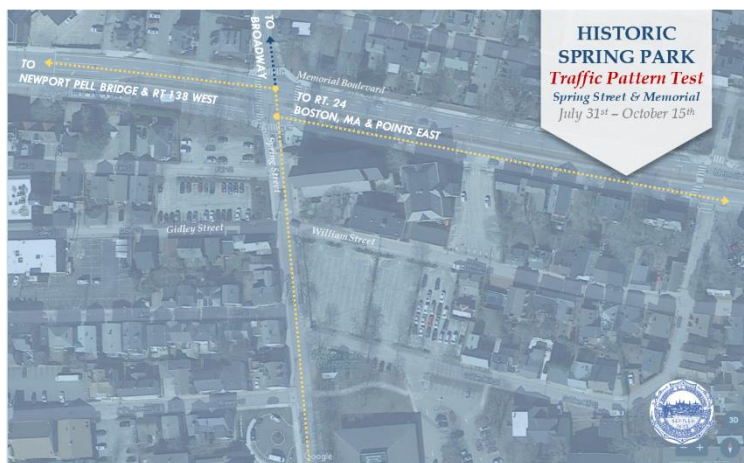 HISTORIC
SPRING PARK
Traffic Pattern Test
Spring Street & Memorial
July 31st – October 15th
TO
BROADWAY
TO
NEWPORT PELL BRIDGE & RT 138 WEST
Memorial Boulevard
TO RT. 24
BOSTON, MA & POINTS EAST
Spring Street
Gidley Street
William Street
3D
Google